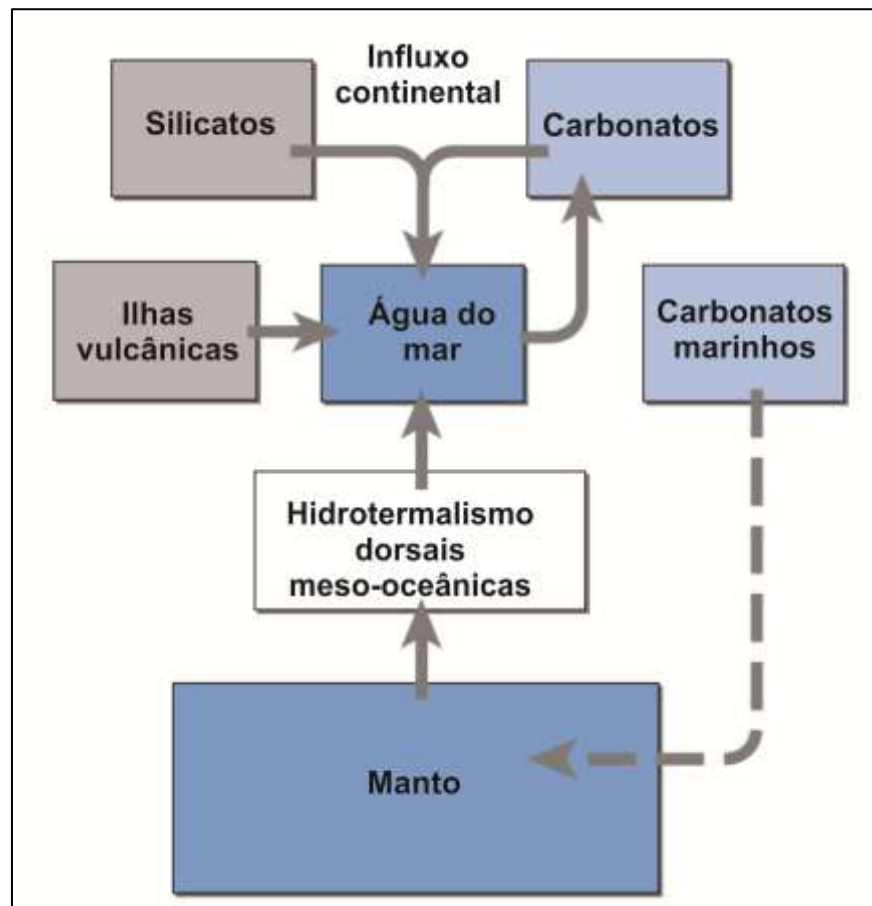 Influxo
continental
Silicatos
Carbonatos
Ilhas
vulcânicas
Água do
mar
Carbonatos
marinhos
Hidrotermalismo
dorsais
meso-oceânicas
Manto